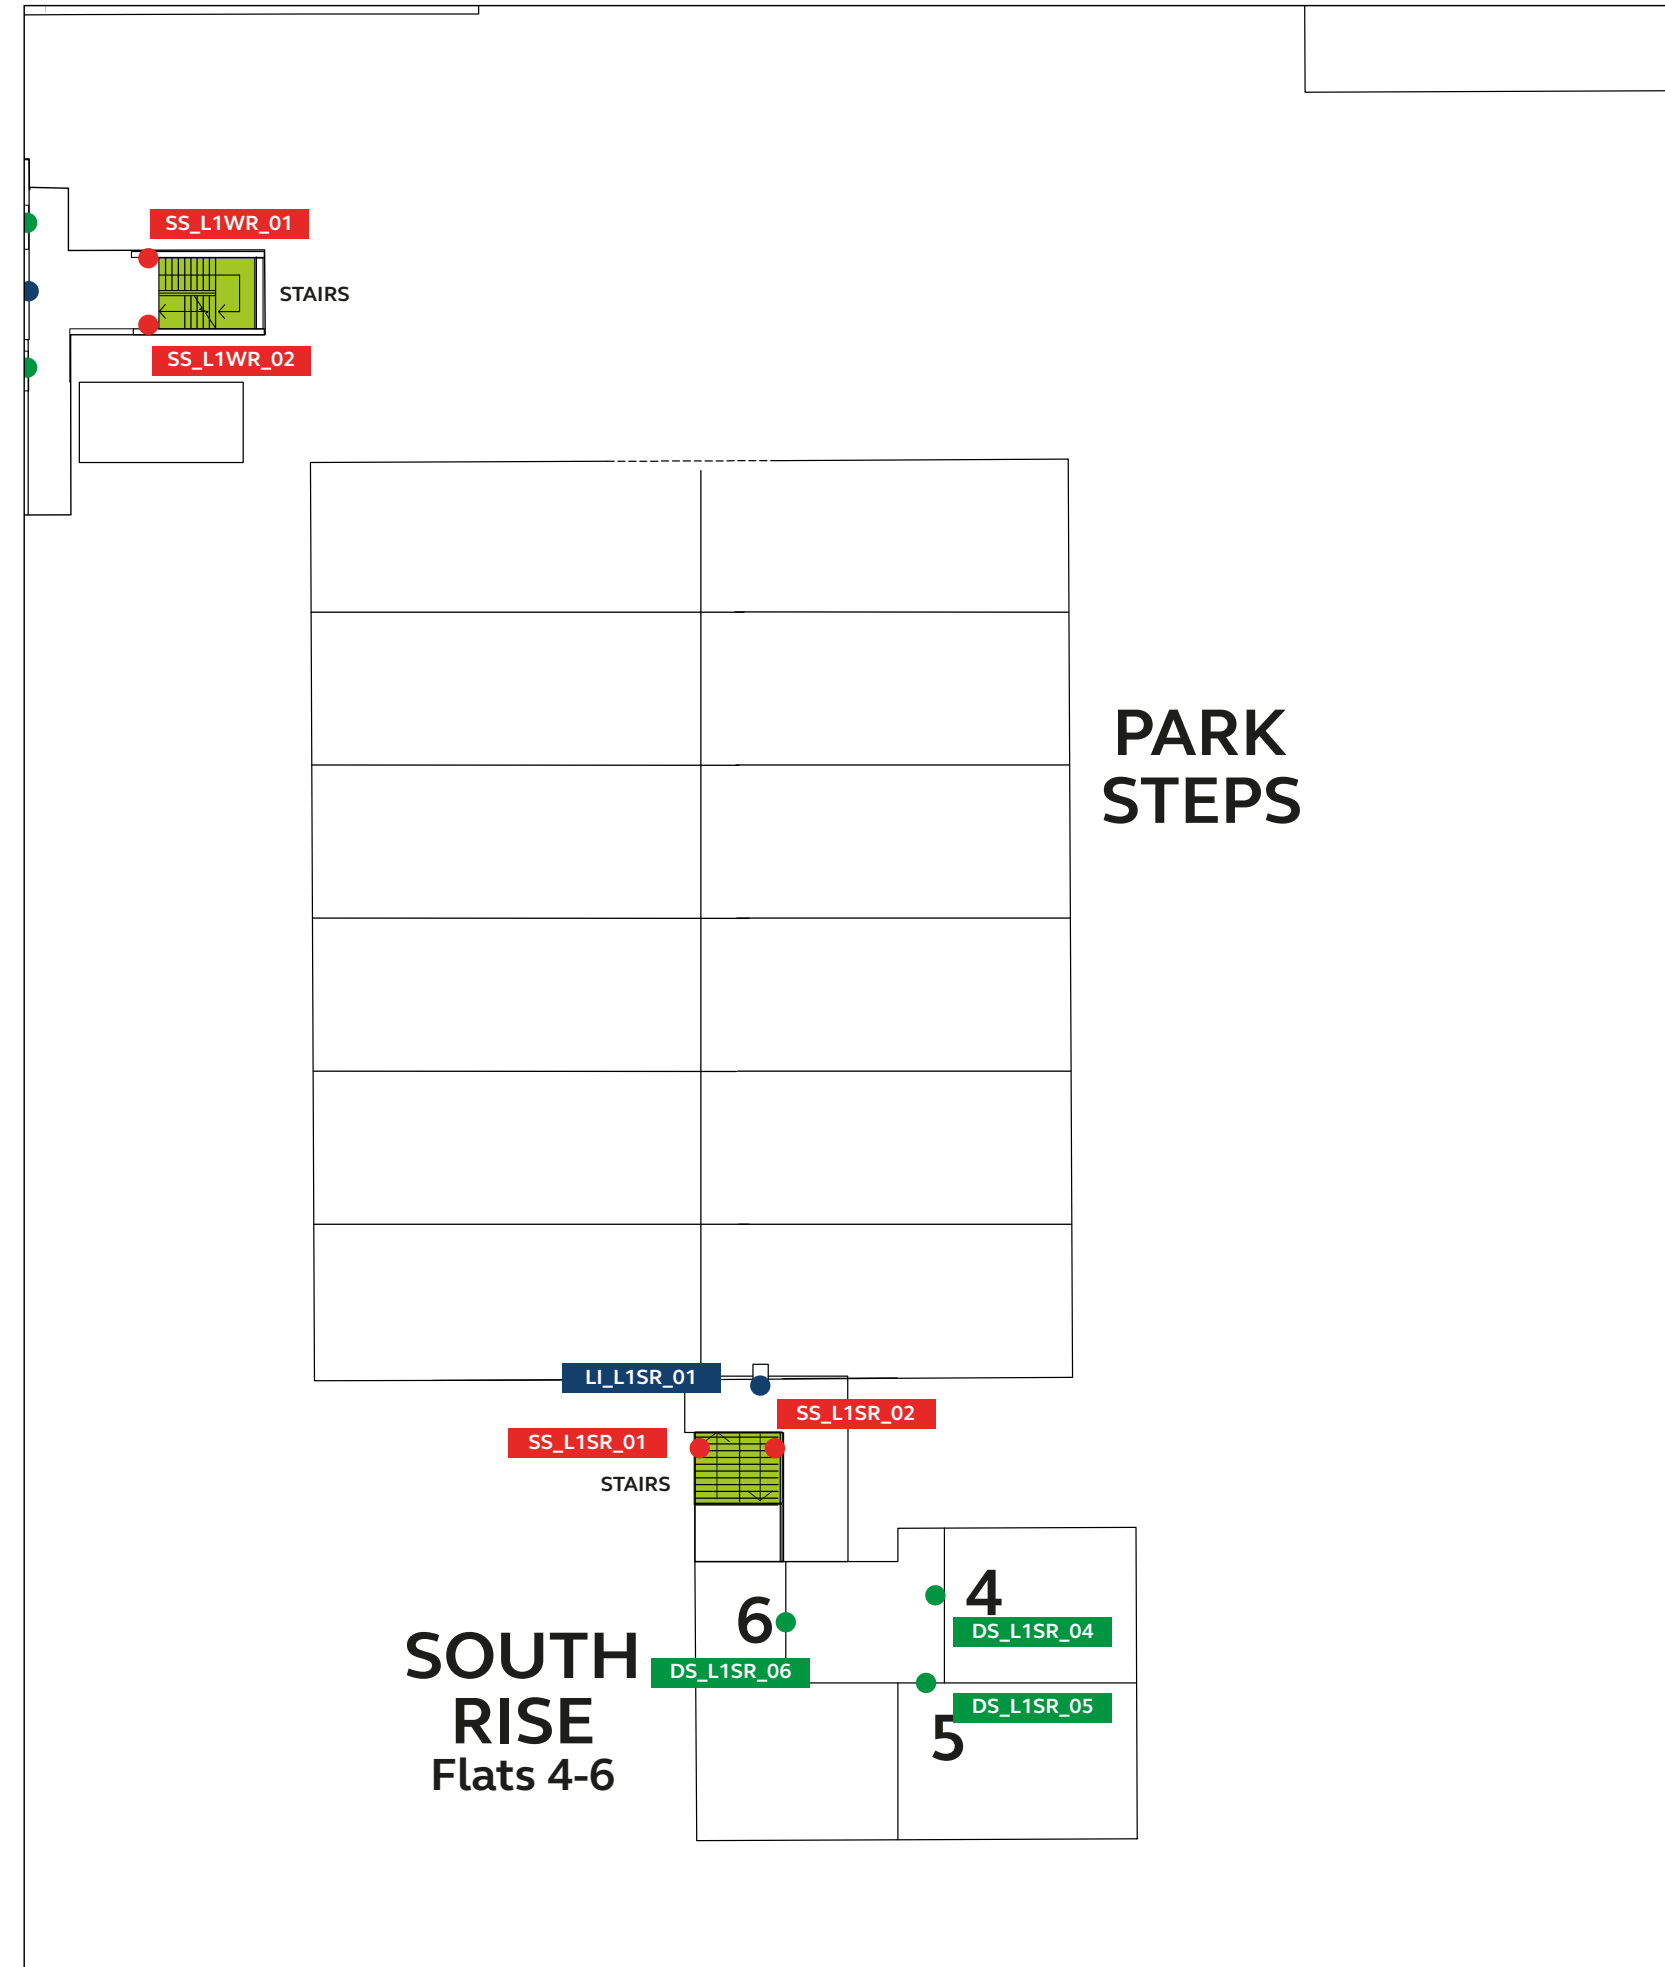 SS_L1WR_01
STAIRS
SS_L1WR_02
PARK
STEPS
LI_L1SR_01
SS_L1SR_02
SS_L1SR_01
STAIRS
4
6
DS_L1SR_04
SOUTH
RISE
Flats 4-6
DS_L1SR_06
DS_L1SR_05
5